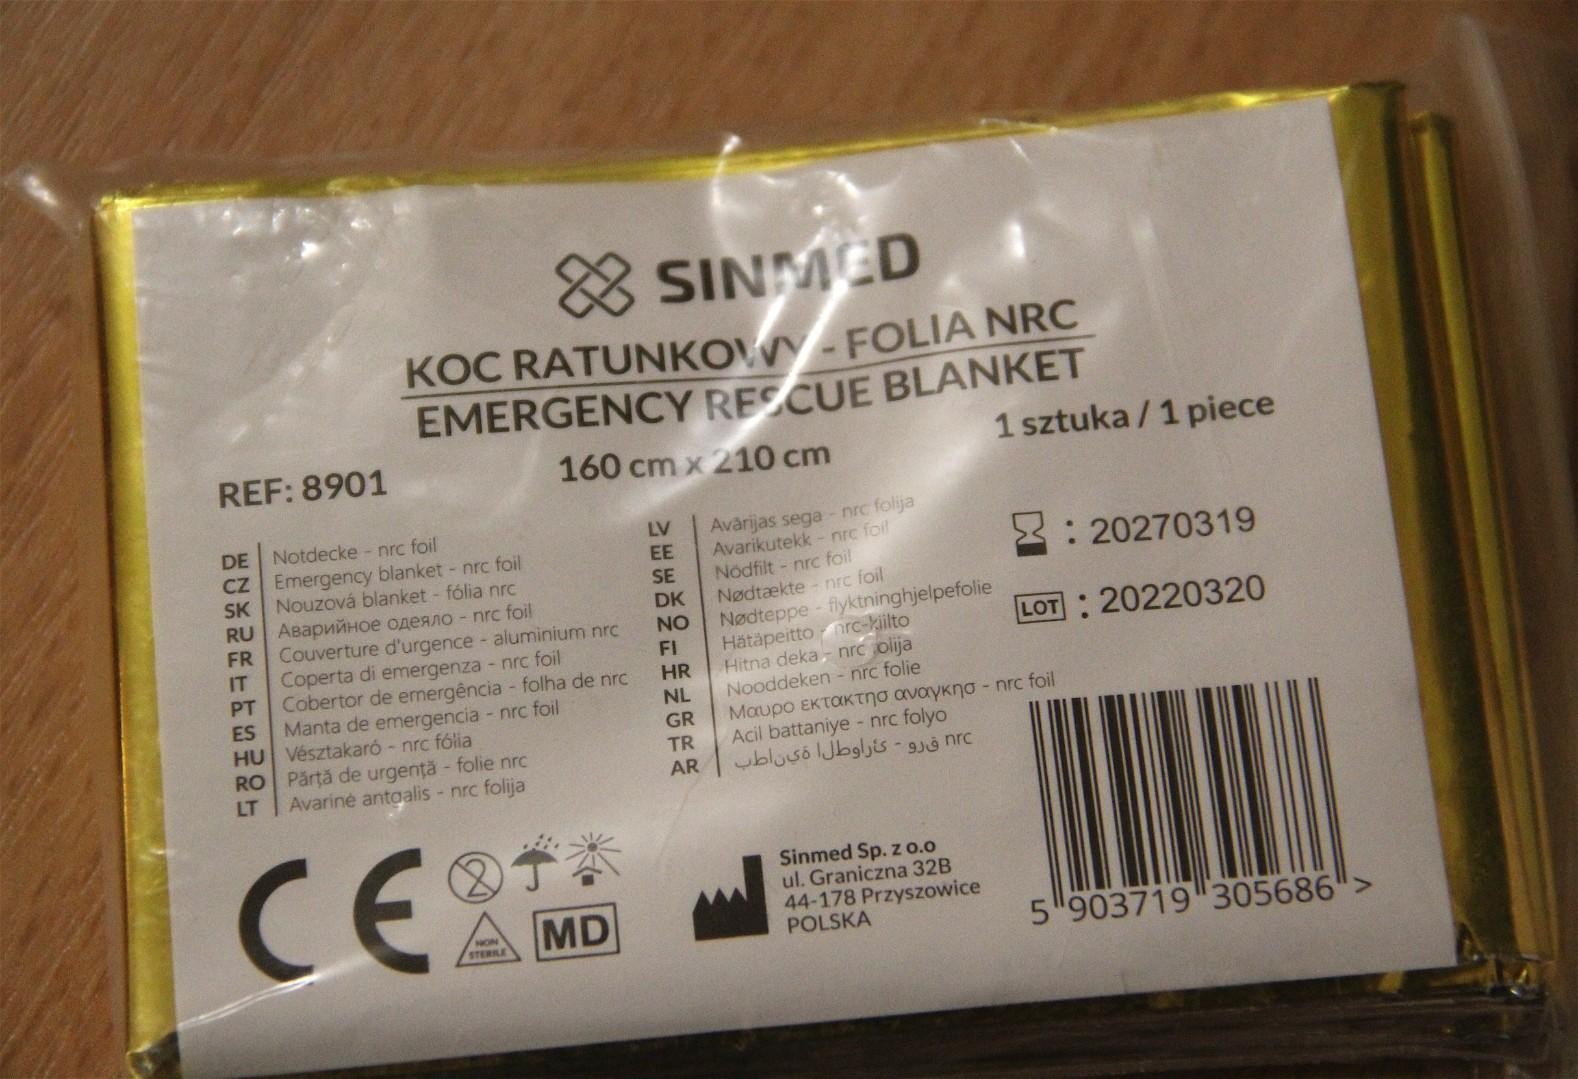 SINMED
KOC RATUNKOWY - FOLIA NRC
EMERGENCY RESCUE BLANKET
1 sztuka / 1 piece
160 cm x 210 cm
REF: 8901
DE Notdecke - nrc foil
CZ Emergency blanket - nrc foil
SK Nouzová blanket - fólia nrc
RU Аварийное одеяло - nrc foil
FR Couverture d'urgence - aluminium nrc
IT Coperta di emergenza - nrc foil
PT Cobertor de emergência - folha de nrc
ES Manta de emergencia - nrc foil
HU Vésztakaró - nrc fólia
RO Părță de urgență - folie nrc
LT Avarinė antgalis - nrc folija
LV Avārijas sega - nrc folija
EE Avarikutekk - nrc foil
SE Nödfilt - nrc foil
DK Nødtækte - nrc foil
NO Nødteppe - flyktninghjelpefolie
FI Hätäpeitto - nrc-kiilto
HR Hitna deka - nrc folija
NL Nooddeken - nrc folie
GR Μαυρο εκτακτησ αναγκησ - nrc foil
TR Acil battaniye - nrc folyo
AR nrc
: 20270319
LOT : 20220320
CE
2
NON
STERILE
MD
Sinmed Sp. z o.o
ul. Graniczna 32B
44-178 Przyszowice
POLSKA
5 903719 305686 >